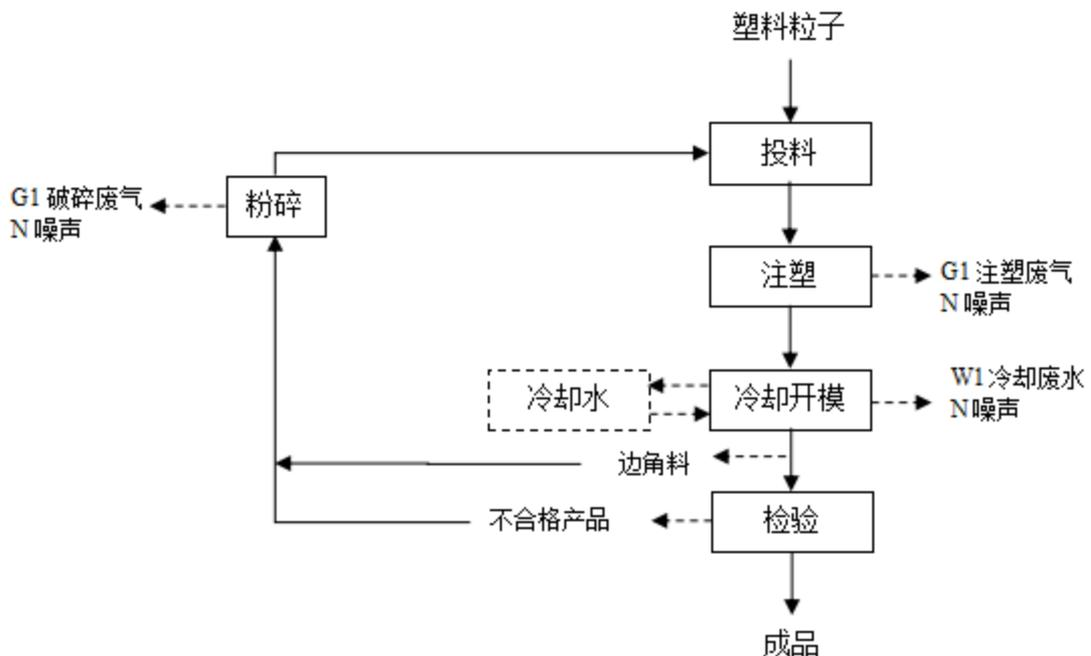 塑料粒子
投料
G1 破碎废气
N 噪声
粉碎
注塑
G1 注塑废气
N 噪声
冷却水
冷却开模
W1 冷却废水
N噪声
边角料
不合格产品
检验
成品